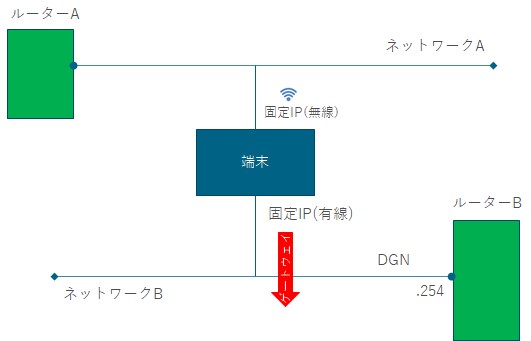 ルーターA
ネットワークA
固定IP(無線)
端末
固定IP(有線)
ルーターB
ゲートウェイ
DGN
ネットワークB
.254